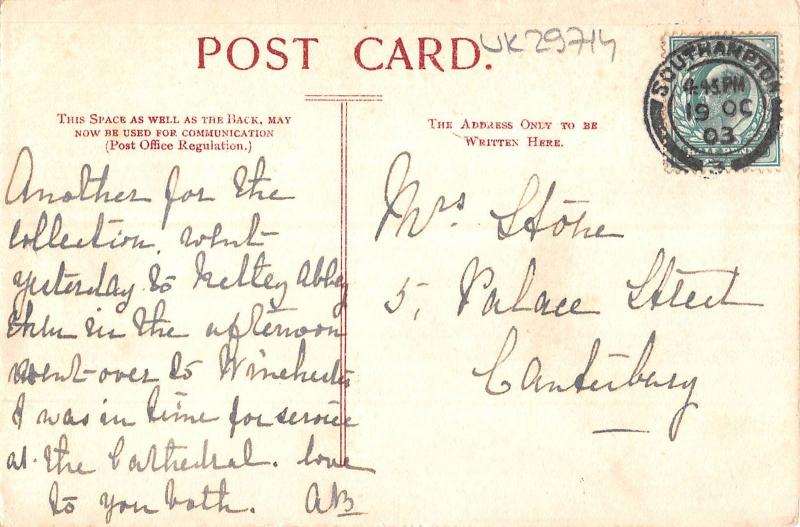 POST CARD.
UK29714
SOUTHAMPTON
4.45 PM
19 OC
03
3
THIS SPACE AS WELL AS THE BACK, MAY
NOW BE USED FOR COMMUNICATION
(Post Office Regulation.)
THE ADDRESS ONLY TO BE
WRITTEN HERE.
Another for the
collection. went
yesterday to Netley Abbey
then in the afternoon
went over to Winchester
I was in time for service
at the Cathedral. love
to you both. AB
Mrs Stone
5, Palace Street
Canterbury